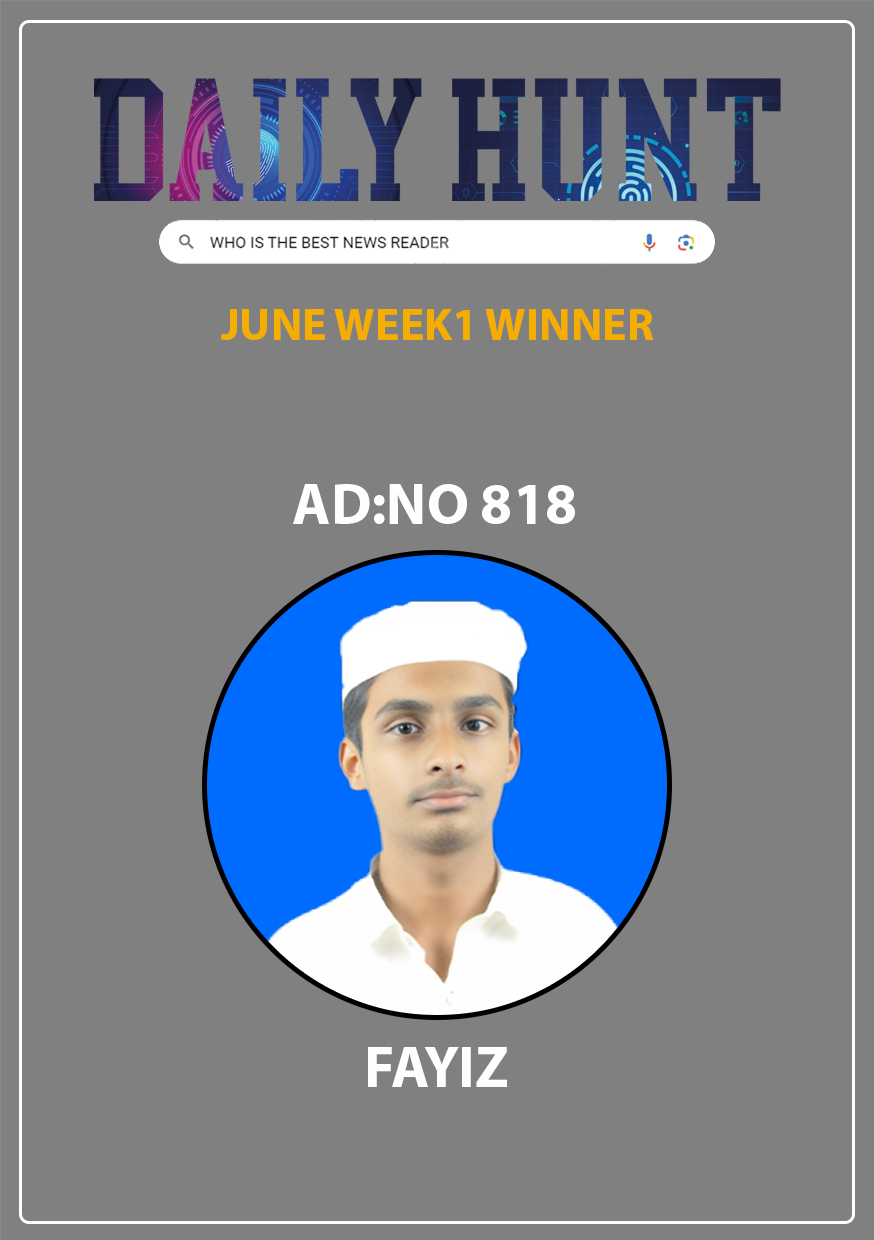 DAILY HUNT
WHO IS THE BEST NEWS READER
JUNE WEEK1 WINNER
AD:NO 818
FAYIZ